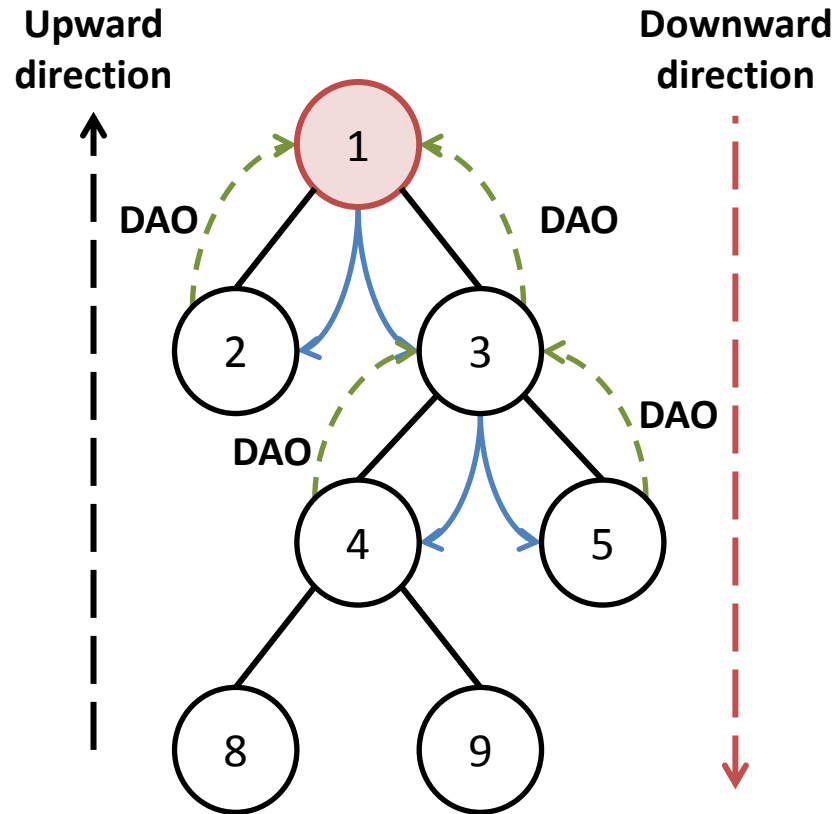 Upward
direction
Downward
direction
1
DAO
DAO
2
3
DAO
DAO
4
5
8
9